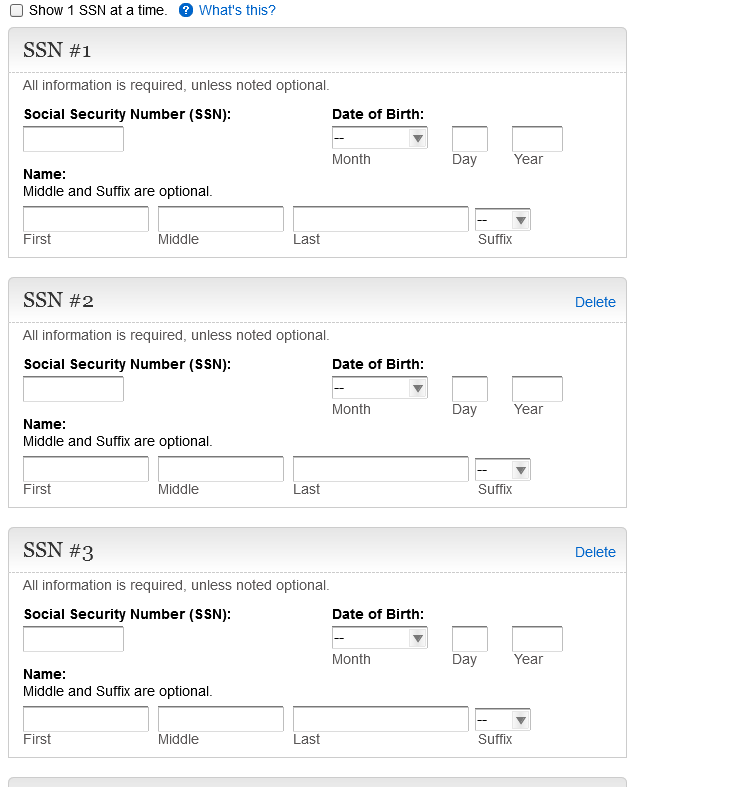 Show 1 SSN at a time. ? What's this?
SSN #1
All information is required, unless noted optional.
Social Security Number (SSN): Date of Birth:
--
Month Day Year
Name:
Middle and Suffix are optional.
--
First Middle Last Suffix
SSN #2 Delete
All information is required, unless noted optional.
Social Security Number (SSN): Date of Birth:
--
Month Day Year
Name:
Middle and Suffix are optional.
--
First Middle Last Suffix
SSN #3 Delete
All information is required, unless noted optional.
Social Security Number (SSN): Date of Birth:
--
Month Day Year
Name:
Middle and Suffix are optional.
--
First Middle Last Suffix